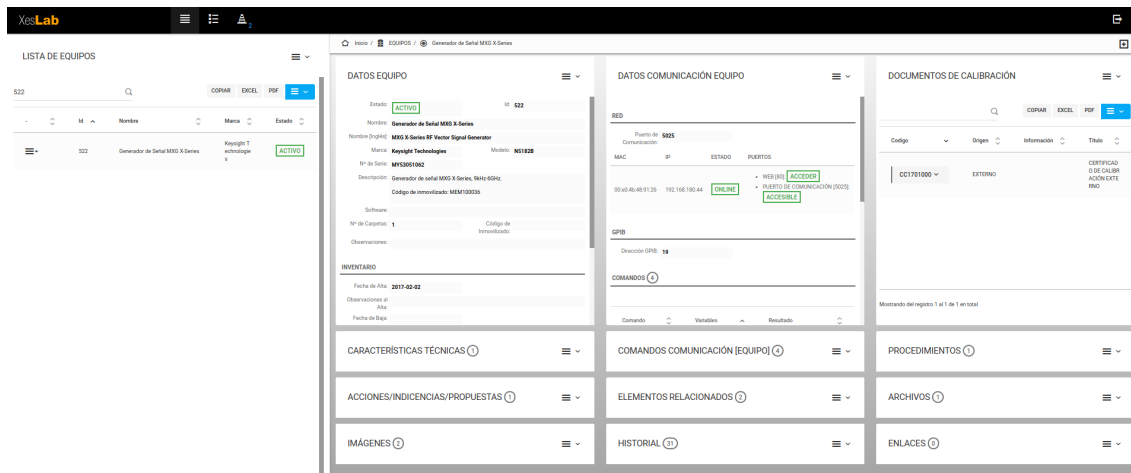 XesLab
2
LISTA DE EQUIPOS
522
COPIAR EXCEL PDF
- Id Nombre Marca Estado
522 Generador de Señal MXG X-Series Keysight T
echnologie
s
ACTIVO
Inicio / EQUIPOS / Generador de Señal MXG X-Series
DATOS EQUIPO
Estado: ACTIVO Id: 522
Nombre: Generador de Señal MXG X-Series
Nombre [Inglés]: MXG X-Series RF Vector Signal Generator
Marca: Keysight Technologies Modelo: N5182B
Nº de Serie: MY53051062
Descripción: Generador de señal MXG X-Series, 9kHz-6GHz.
Código de inmovilizado: MEM100036
Software:
Nº de Carpetas: 1 Código de
Inmovilizado:
Observaciones:
INVENTARIO
Fecha de Alta: 2017-02-02
Observaciones al
Alta:
Fecha de Baja:
DATOS COMUNICACIÓN EQUIPO
RED
Puerto de
Comunicación: 5025
MAC IP ESTADO PUERTOS
00:e0:4b:48:91:26 192.168.180.44 ONLINE
WEB [80]: ACCEDER
PUERTO DE COMUNICACIÓN [5025]:
ACCESIBLE
GPIB
Dirección GPIB: 19
COMANDOS 4
Comando Variables Resultado
DOCUMENTOS DE CALIBRACIÓN
COPIAR EXCEL PDF
Codigo Origen Información Título
CC1701000 EXTERNO CERTIFICAD
O DE CALIBR
ACIÓN EXTE
RNO
Mostrando del registro 1 al 1 de 1 en total
CARACTERÍSTICAS TÉCNICAS 1
COMANDOS COMUNICACIÓN [EQUIPO] 4
PROCEDIMIENTOS 1
ACCIONES/INDICENCIAS/PROPUESTAS 1
ELEMENTOS RELACIONADOS 2
ARCHIVOS 1
IMÁGENES 2
HISTORIAL 31
ENLACES 0